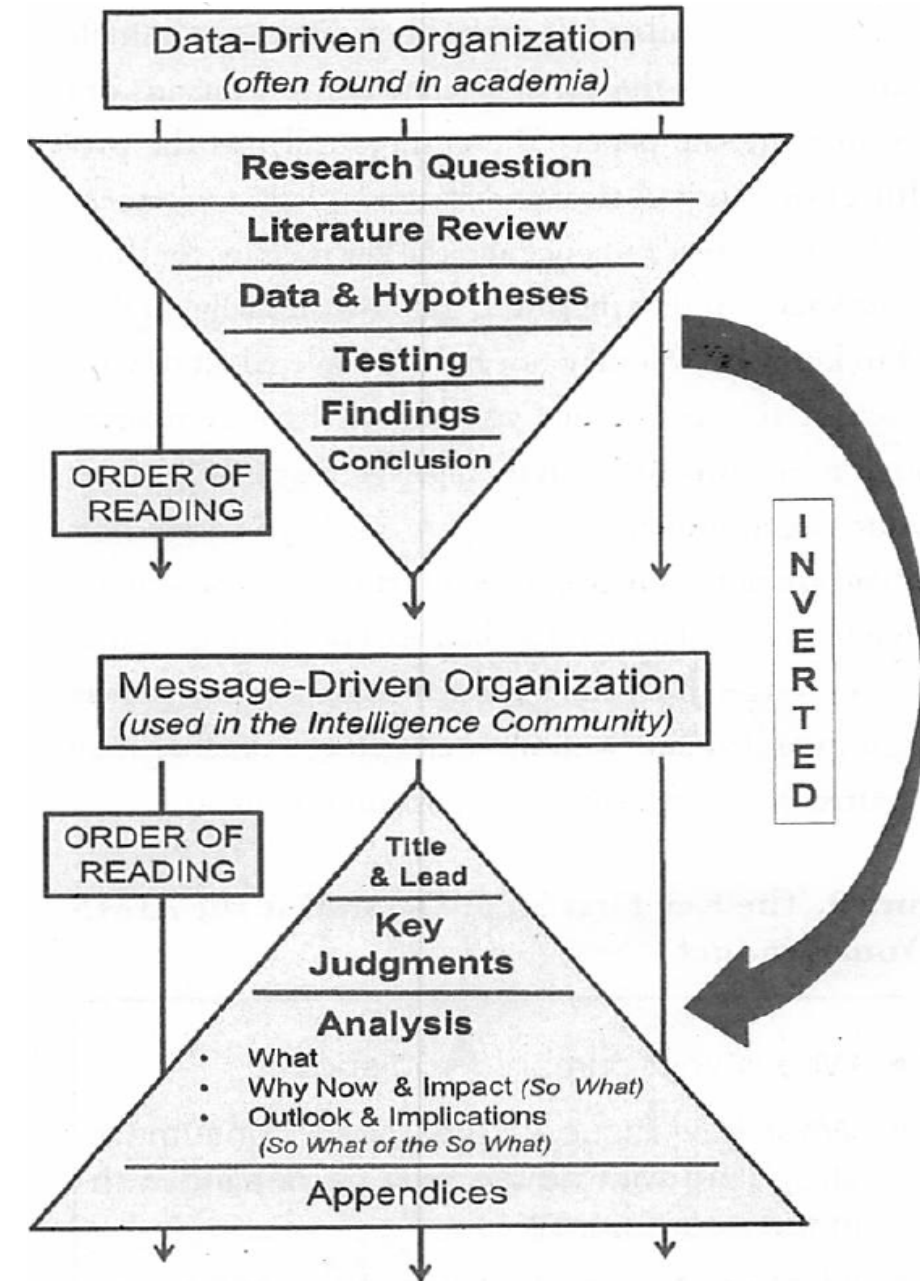 Data-Driven Organization
(often found in academia)
Research Question
Literature Review
Data & Hypotheses
Testing
Findings
Conclusion
ORDER OF
READING
INVERTED
Message-Driven Organization
(used in the Intelligence Community)
ORDER OF
READING
Title
& Lead
Key
Judgments
Analysis
• What
• Why Now & Impact (So What)
• Outlook & Implications
(So What of the So What)
Appendices